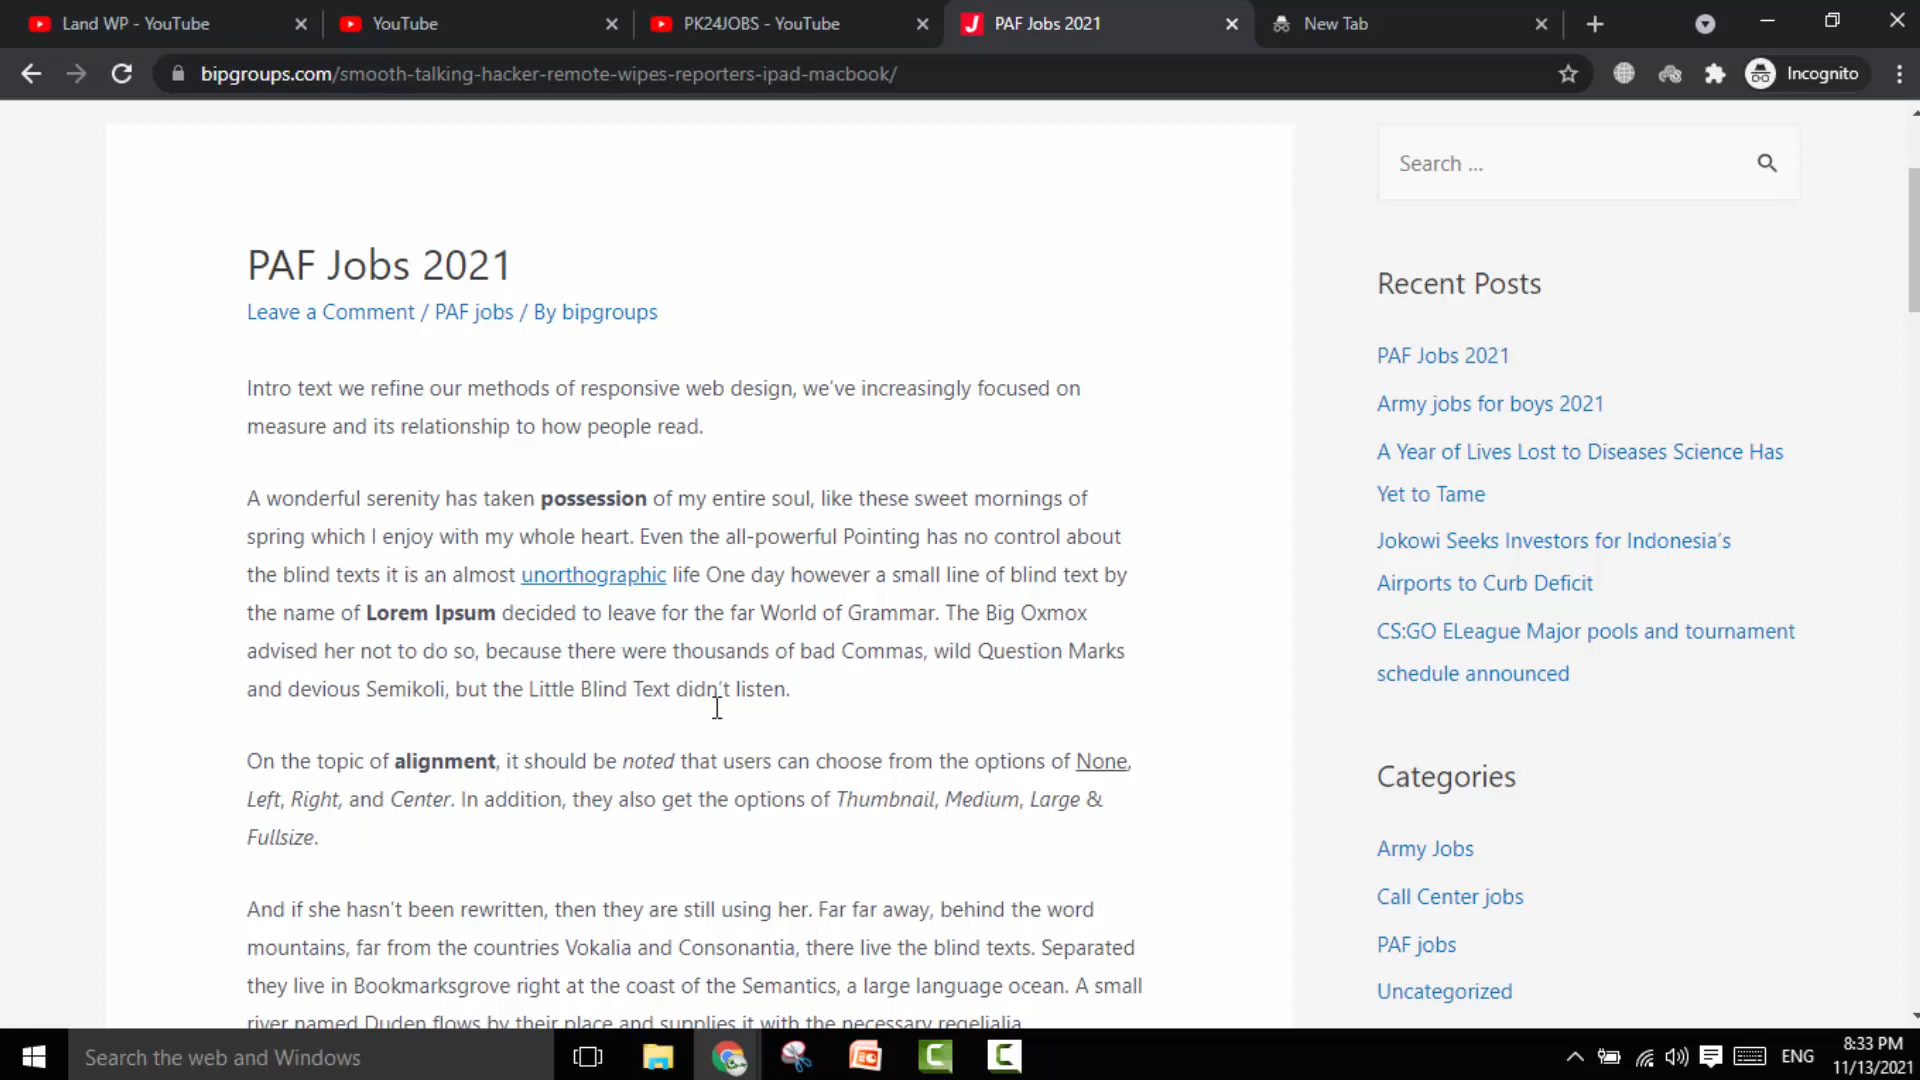 Land WP - YouTube
YouTube
PK24JOBS - YouTube
PAF Jobs 2021
New Tab
bipgroups.com/smooth-talking-hacker-remote-wipes-reporters-ipad-macbook/
Incognito
PAF Jobs 2021
Leave a Comment / PAF jobs / By bipgroups
Intro text we refine our methods of responsive web design, we’ve increasingly focused on
measure and its relationship to how people read.
A wonderful serenity has taken possession of my entire soul, like these sweet mornings of
spring which I enjoy with my whole heart. Even the all-powerful Pointing has no control about
the blind texts it is an almost unorthographic life One day however a small line of blind text by
the name of Lorem Ipsum decided to leave for the far World of Grammar. The Big Oxmox
advised her not to do so, because there were thousands of bad Commas, wild Question Marks
and devious Semikoli, but the Little Blind Text didn’t listen.
On the topic of alignment, it should be noted that users can choose from the options of None,
Left, Right, and Center. In addition, they also get the options of Thumbnail, Medium, Large &
Fullsize.
And if she hasn’t been rewritten, then they are still using her. Far far away, behind the word
mountains, far from the countries Vokalia and Consonantia, there live the blind texts. Separated
they live in Bookmarksgrove right at the coast of the Semantics, a large language ocean. A small
river named Duden flows by their place and supplies it with the necessary regelialia.
Search ...
Recent Posts
PAF Jobs 2021
Army jobs for boys 2021
A Year of Lives Lost to Diseases Science Has
Yet to Tame
Jokowi Seeks Investors for Indonesia’s
Airports to Curb Deficit
CS:GO ELeague Major pools and tournament
schedule announced
Categories
Army Jobs
Call Center jobs
PAF jobs
Uncategorized
Search the web and Windows
ENG
8:33 PM
11/13/2021